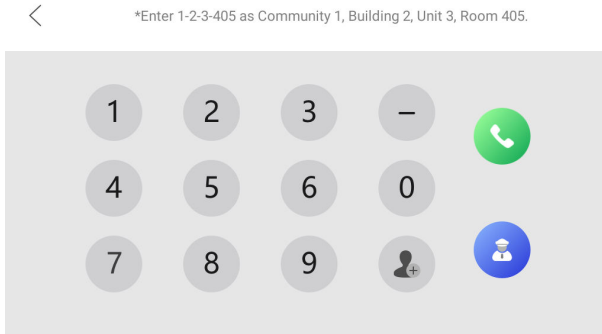 *Enter 1-2-3-405 as Community 1, Building 2, Unit 3, Room 405.
1 2 3 –
4 5 6 0
7 8 9